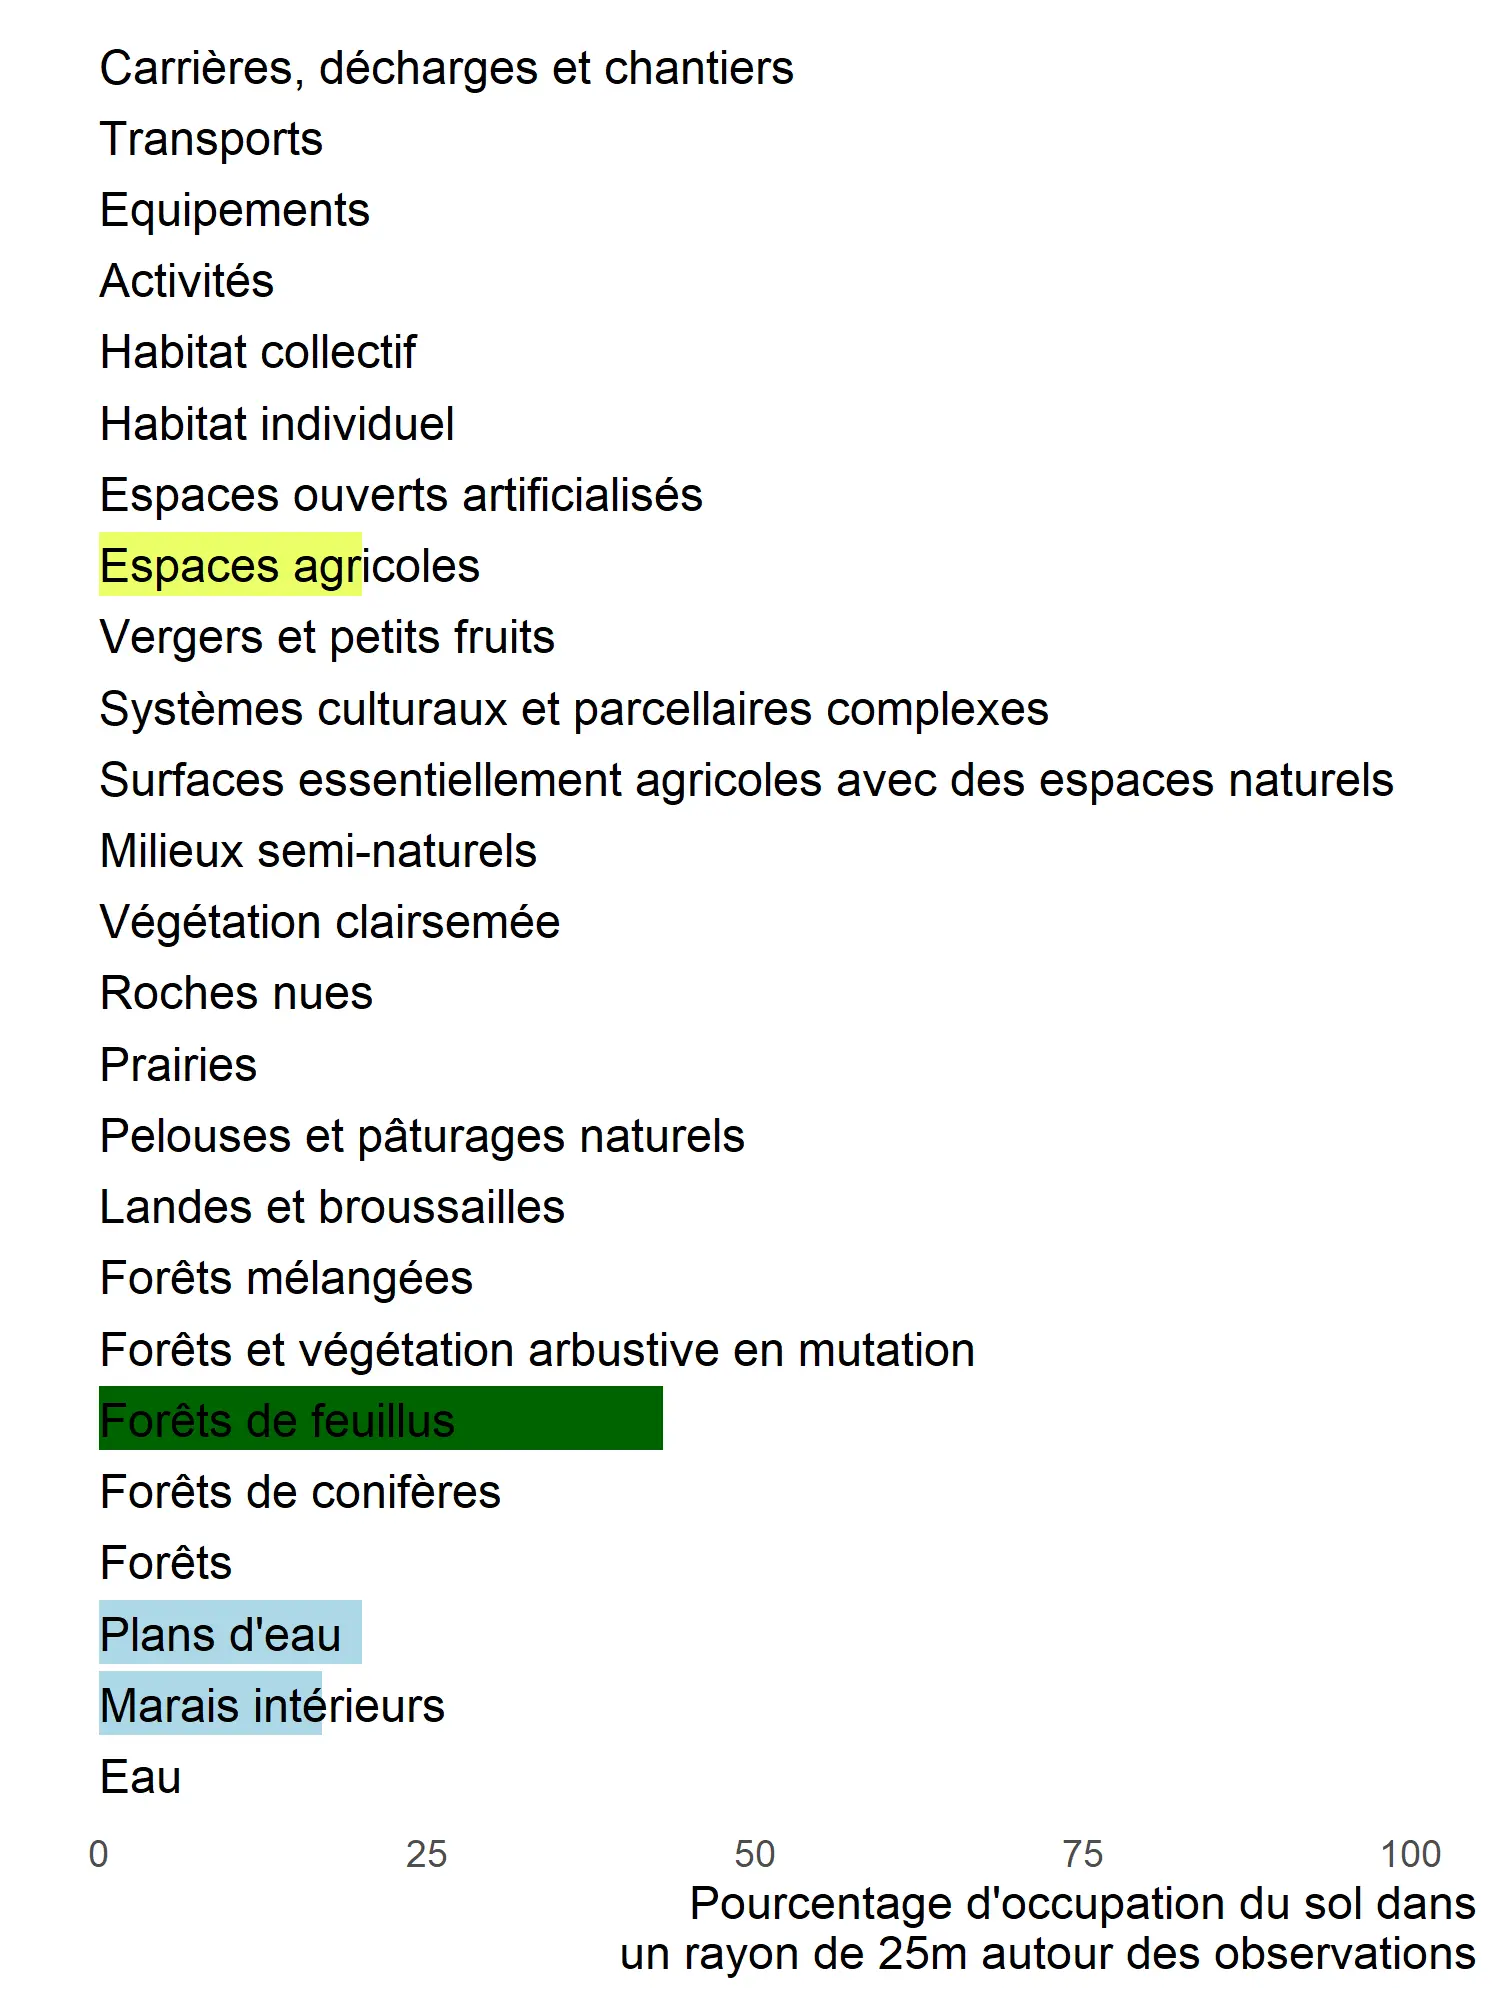 Carrières, décharges et chantiers
Transports
Equipements
Activités
Habitat collectif
Habitat individuel
Espaces ouverts artificialisés
Espaces agricoles
Vergers et petits fruits
Systèmes culturaux et parcellaires complexes
Surfaces essentiellement agricoles avec des espaces naturels
Milieux semi-naturels
Végétation clairsemée
Roches nues
Prairies
Pelouses et pâturages naturels
Landes et broussailles
Forêts mélangées
Forêts et végétation arbustive en mutation
Forêts de feuillus
Forêts de conifères
Forêts
Plans d'eau
Marais intérieurs
Eau
0 25 50 75 100
Pourcentage d'occupation du sol dans
un rayon de 25m autour des observations